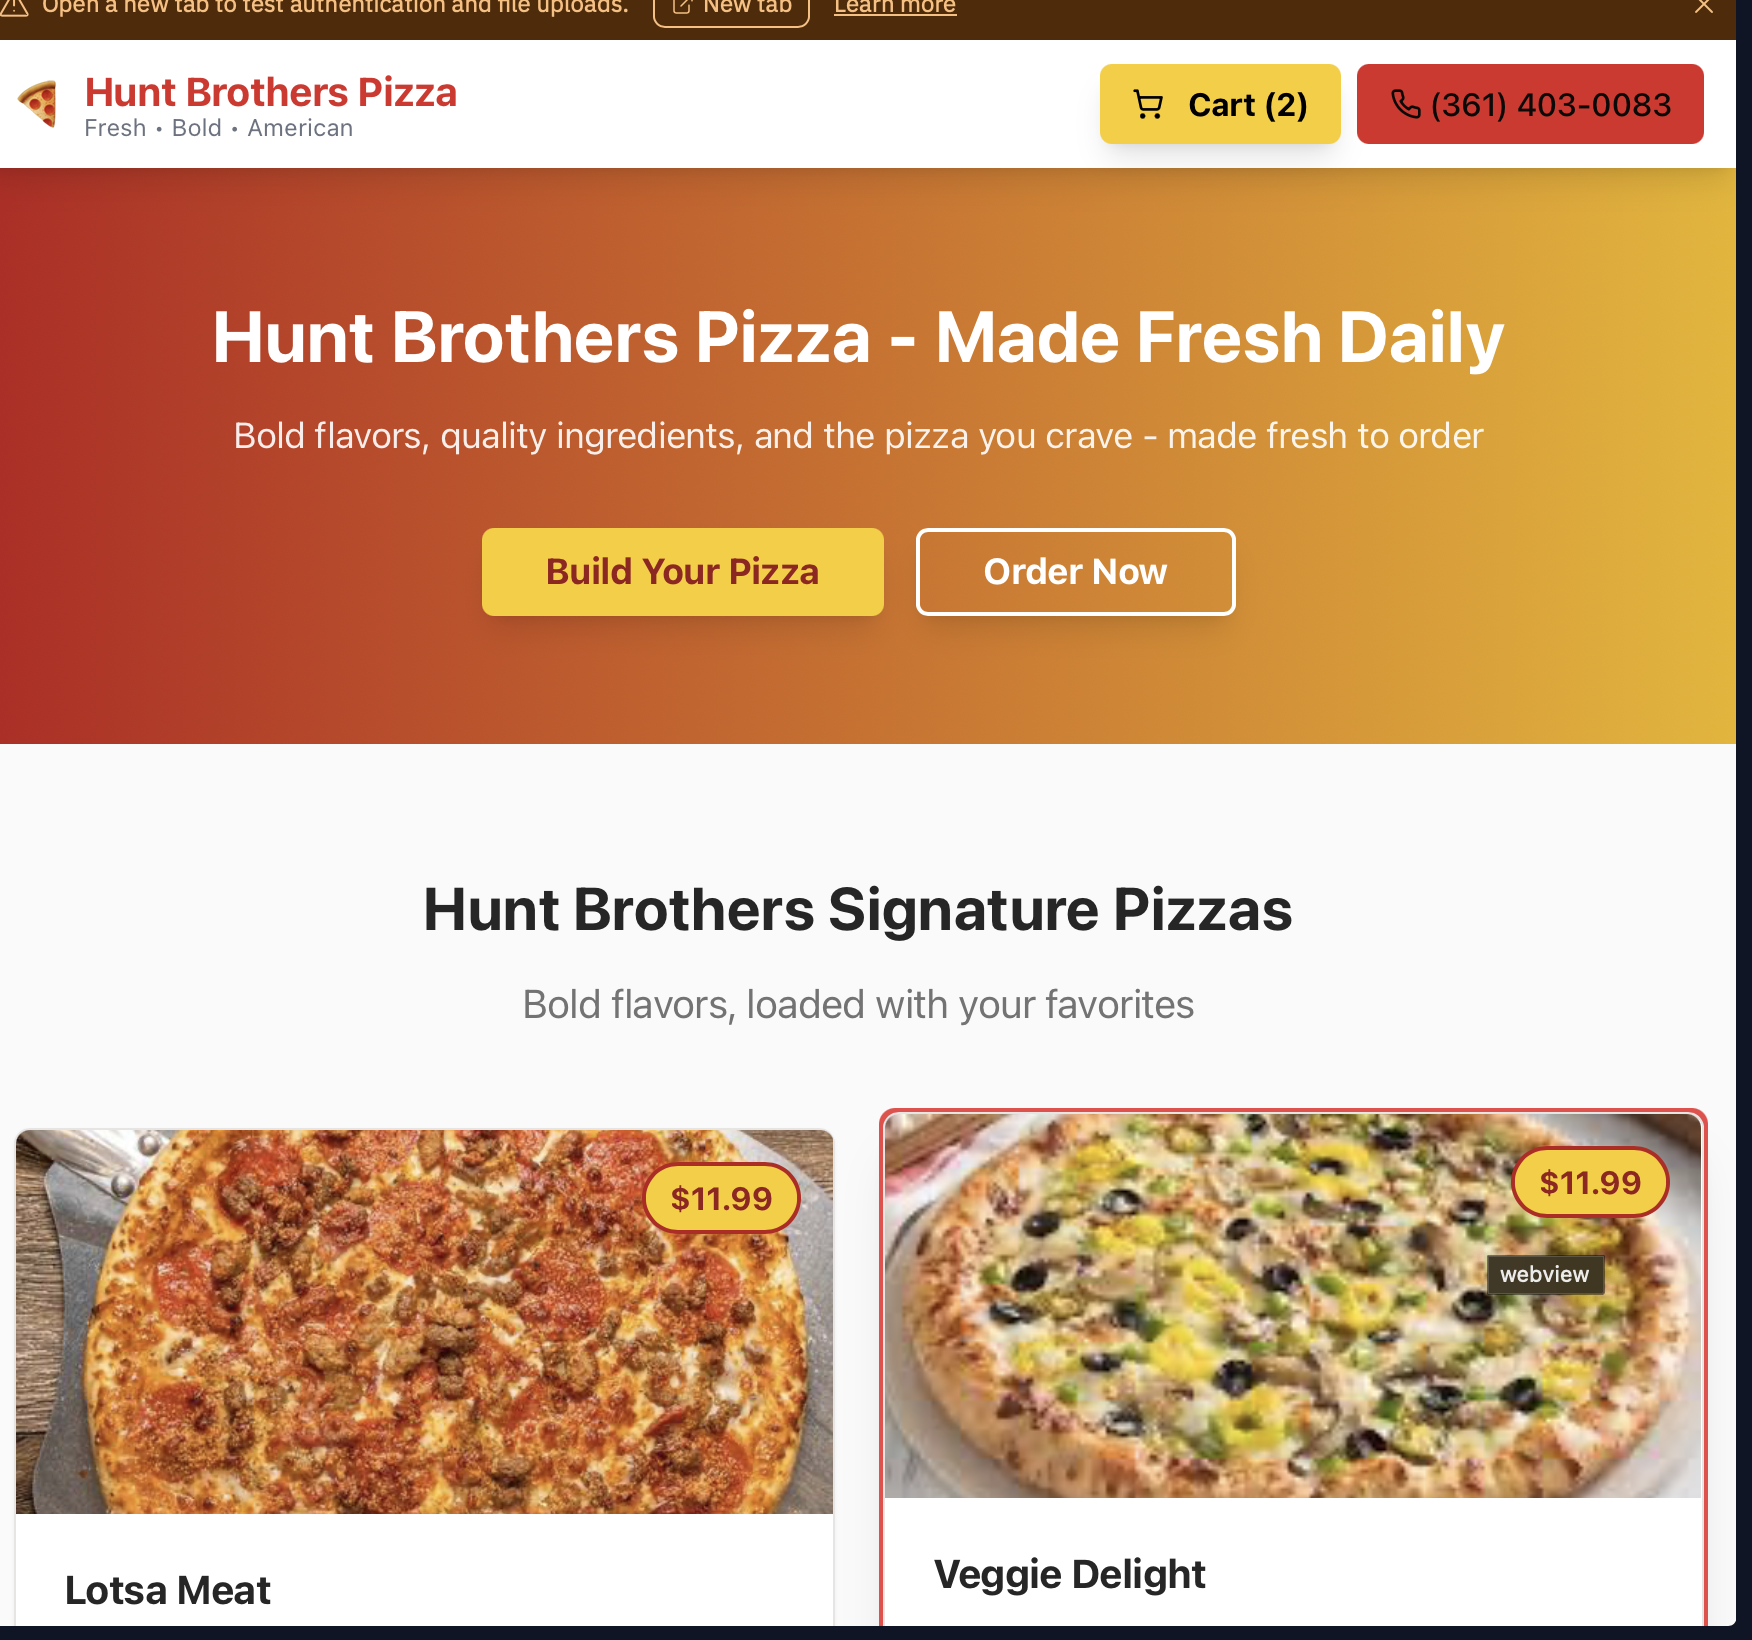 Open a new tab to test authentication and file uploads. New tab Learn more
Hunt Brothers Pizza
Fresh • Bold • American
Cart (2)
(361) 403-0083
Hunt Brothers Pizza - Made Fresh Daily
Bold flavors, quality ingredients, and the pizza you crave - made fresh to order
Build Your Pizza
Order Now
Hunt Brothers Signature Pizzas
Bold flavors, loaded with your favorites
$11.99
$11.99
webview
Lotsa Meat
Veggie Delight